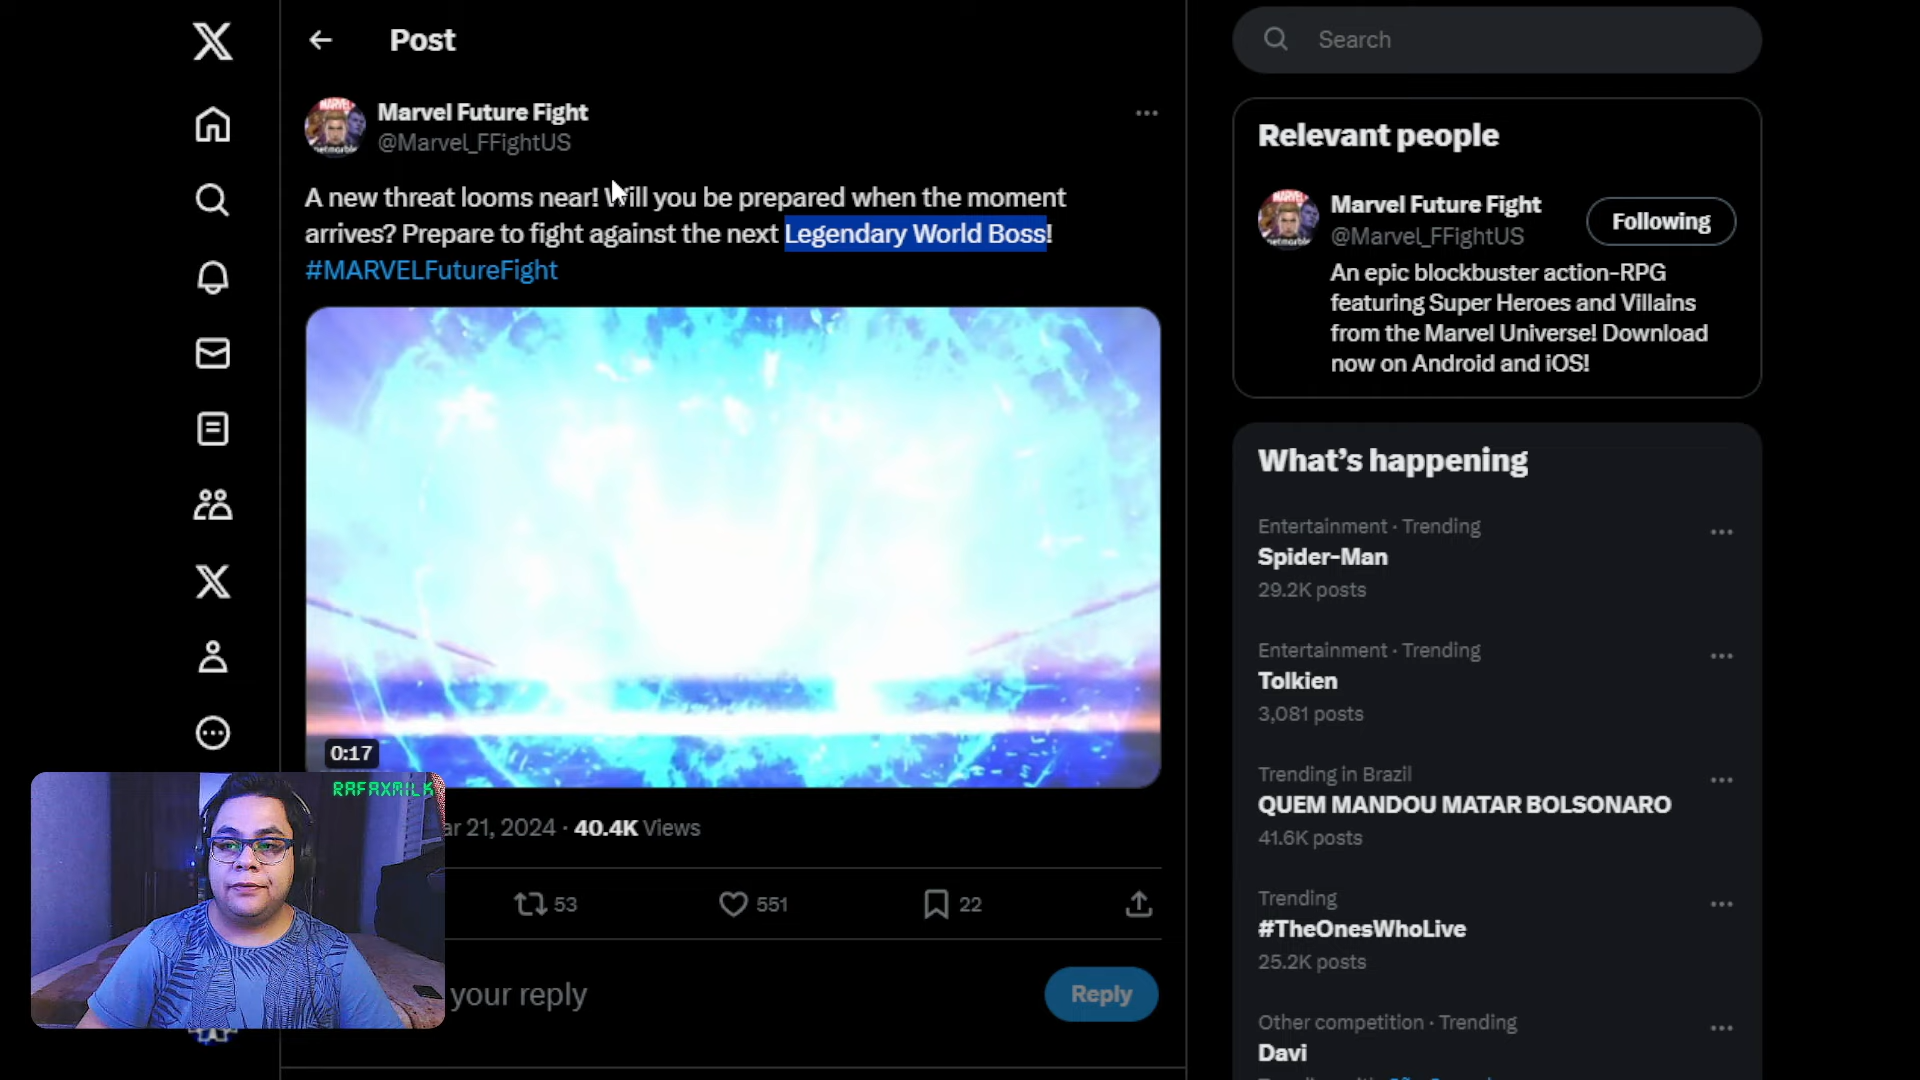 Post
Search
Marvel Future Fight
@Marvel_FFightUS
A new threat looms near! Will you be prepared when the moment
arrives? Prepare to fight against the next Legendary World Boss!
#MARVELFutureFight
0:17
RAFAXMILK
ar 21, 2024 · 40.4K Views
53
551
22
your reply
Reply
Relevant people
Marvel Future Fight
@Marvel_FFightUS
Following
An epic blockbuster action-RPG
featuring Super Heroes and Villains
from the Marvel Universe! Download
now on Android and iOS!
What's happening
Entertainment · Trending
Spider-Man
29.2K posts
Entertainment · Trending
Tolkien
3,081 posts
Trending in Brazil
QUEM MANDOU MATAR BOLSONARO
41.6K posts
Trending
#TheOnesWhoLive
25.2K posts
Other competition · Trending
Davi